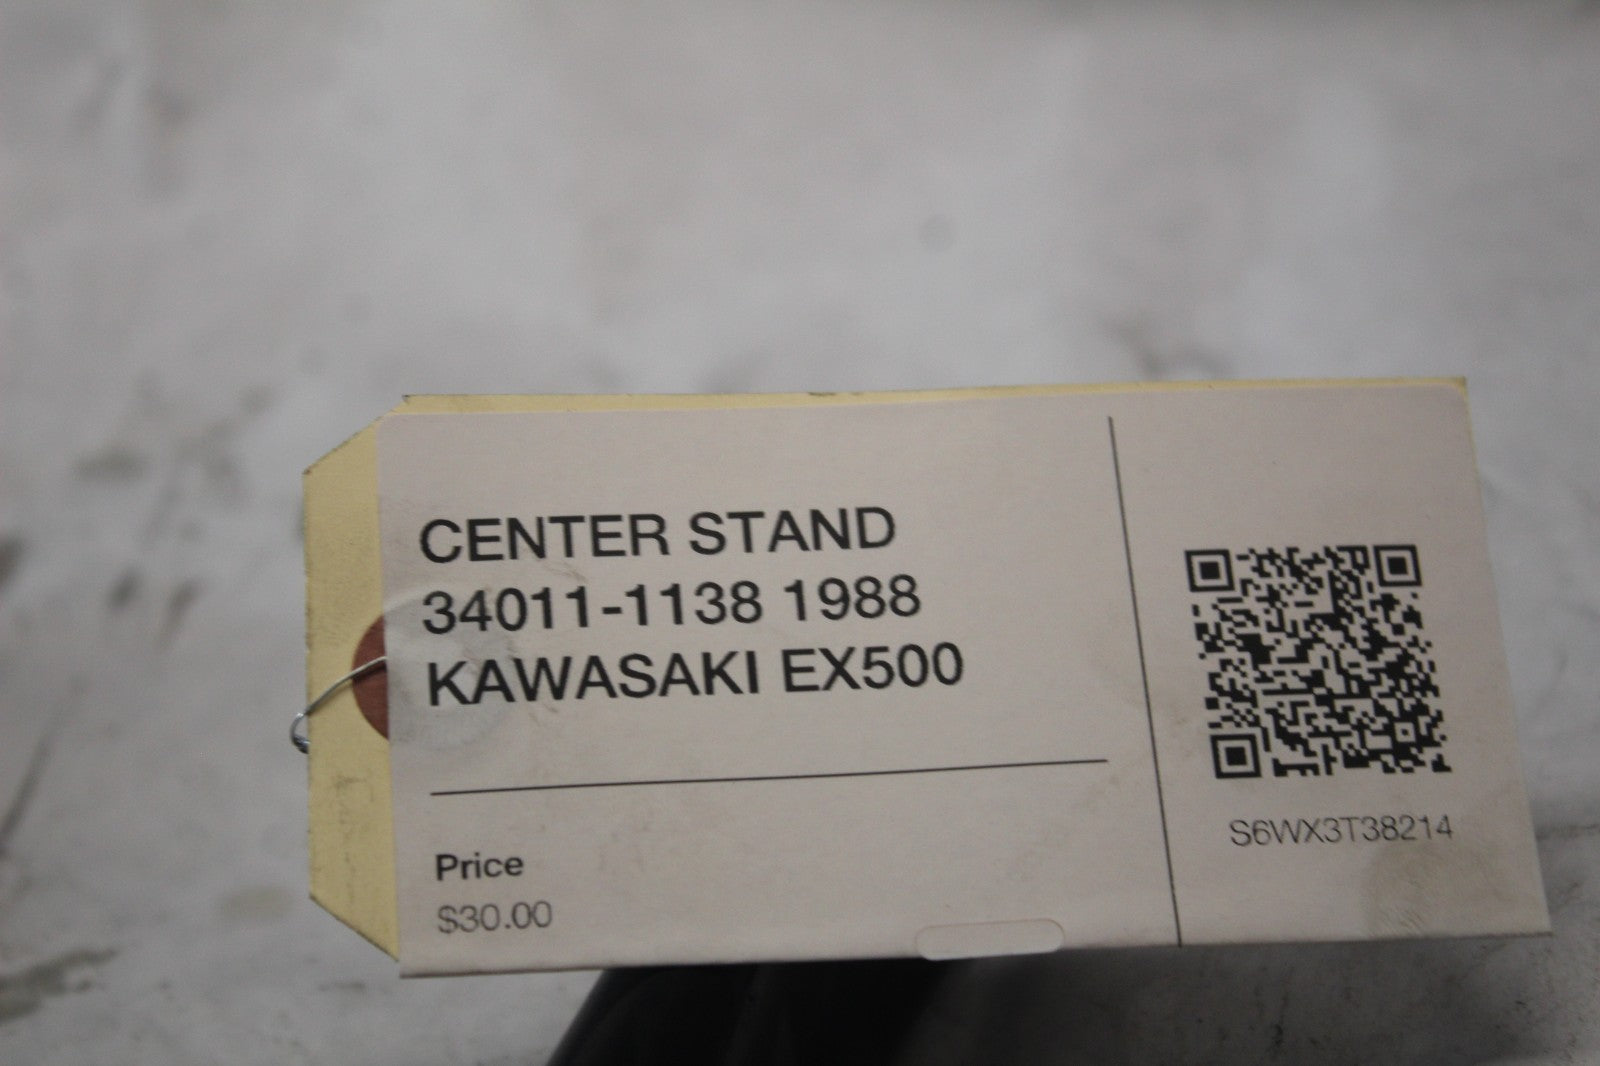 CENTER STAND
34011-1138 1988
KAWASAKI EX500
Price
$30.00
S6WX3T38214